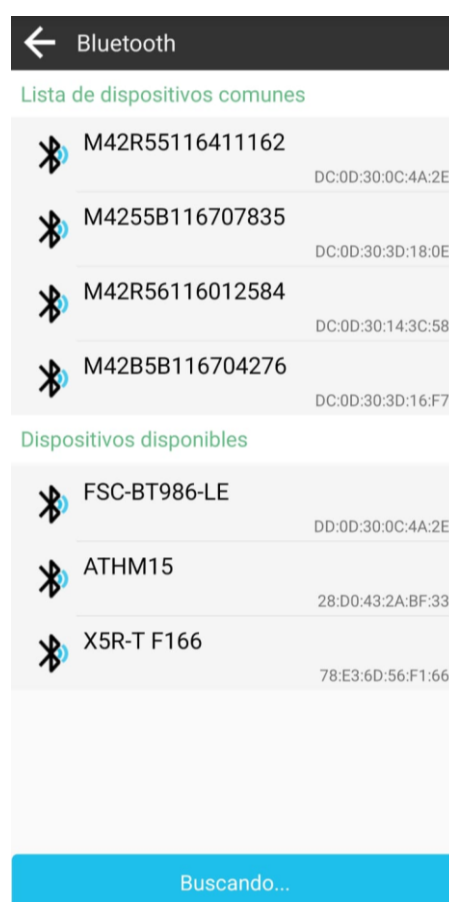 Bluetooth
Lista de dispositivos comunes
M42R55116411162
DC:0D:30:0C:4A:2E
M4255B116707835
DC:0D:30:3D:18:0E
M42R56116012584
DC:0D:30:14:3C:58
M42B5B116704276
DC:0D:30:3D:16:F7
Dispositivos disponibles
FSC-BT986-LE
DD:0D:30:0C:4A:2E
ATHM15
28:D0:43:2A:BF:33
X5R-T F166
78:E3:6D:56:F1:66
Buscando...